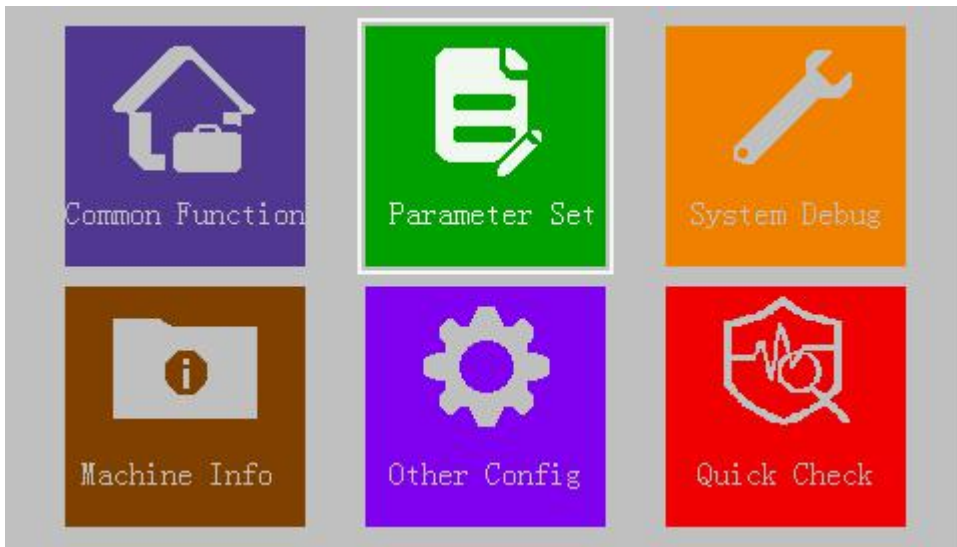 Common Function
Parameter Set
System Debug
Machine Info
Other Config
Quick Check